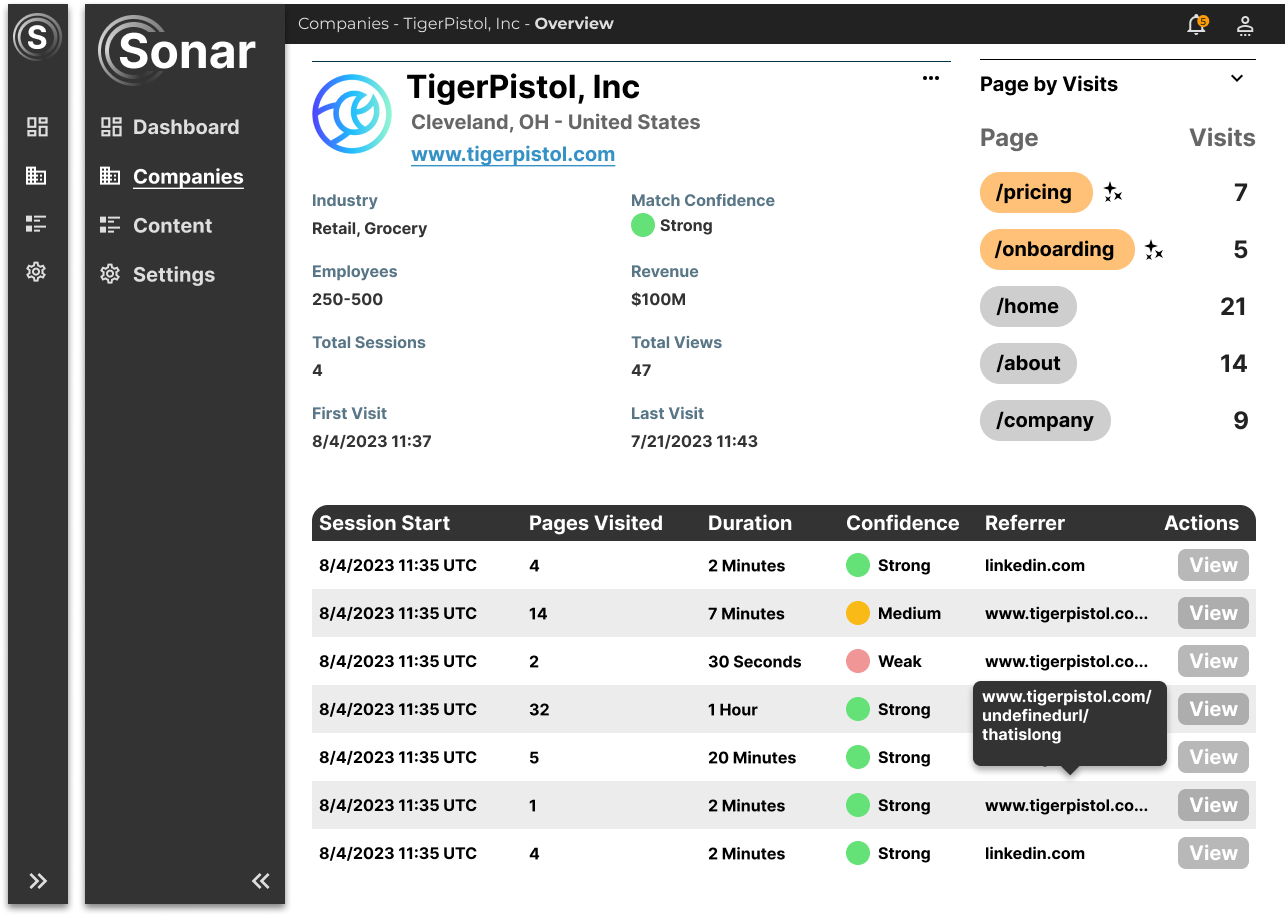 S
Sonar
Dashboard
Companies
Content
Settings
Companies - TigerPistol, Inc - Overview
5
TigerPistol, Inc
Cleveland, OH - United States
www.tigerpistol.com
Industry
Retail, Grocery
Match Confidence
Strong
Employees
250-500
Revenue
$100M
Total Sessions
4
Total Views
47
First Visit
8/4/2023 11:37
Last Visit
7/21/2023 11:43
Page by Visits
Page Visits
/pricing 7
/onboarding 5
/home 21
/about 14
/company 9
Session Start Pages Visited Duration Confidence Referrer Actions
8/4/2023 11:35 UTC 4 2 Minutes Strong linkedin.com View
8/4/2023 11:35 UTC 14 7 Minutes Medium www.tigerpistol.co... View
8/4/2023 11:35 UTC 2 30 Seconds Weak www.tigerpistol.co... View
8/4/2023 11:35 UTC 32 1 Hour Strong View
www.tigerpistol.com/
undefinedurl/
thatislong
8/4/2023 11:35 UTC 5 20 Minutes Strong View
8/4/2023 11:35 UTC 1 2 Minutes Strong www.tigerpistol.co... View
8/4/2023 11:35 UTC 4 2 Minutes Strong linkedin.com View